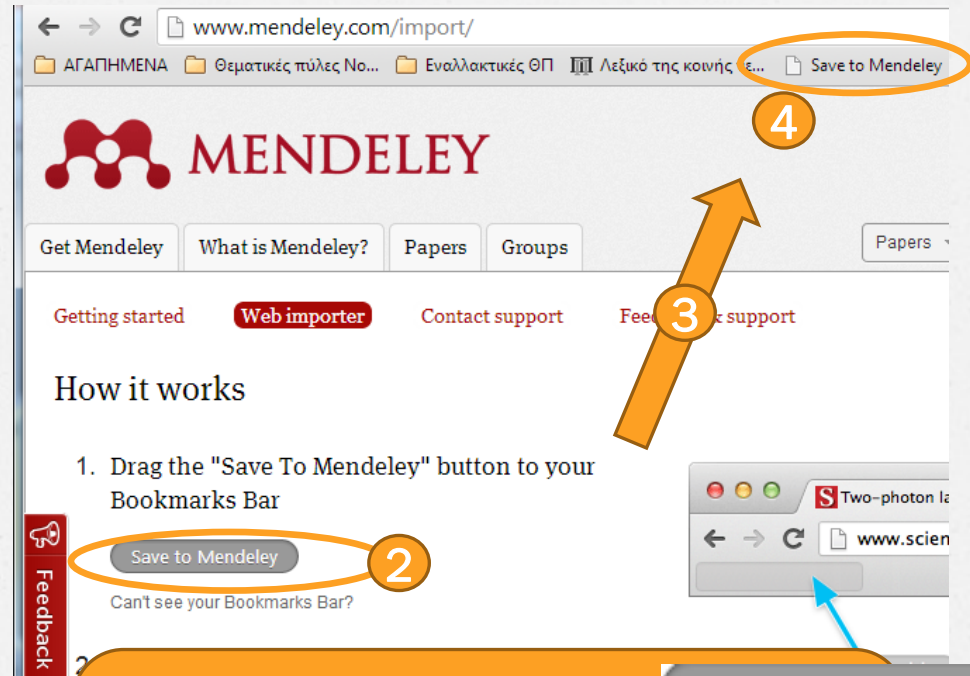 www.mendeley.com/import/
ΑΓΑΠΗΜΕΝΑ Θεματικές πύλες Νο... Εναλλακτικές ΘΠ Λεξικό της κοινής Save to Mendeley
4
MENDELEY
Get Mendeley What is Mendeley? Papers Groups Papers
3
Getting started Web importer Contact support support
How it works
1. Drag the "Save To Mendeley" button to your
Bookmarks Bar
Two-photon la
www.scien
Save to Mendeley 2
Can't see your Bookmarks Bar?
Feedback
2